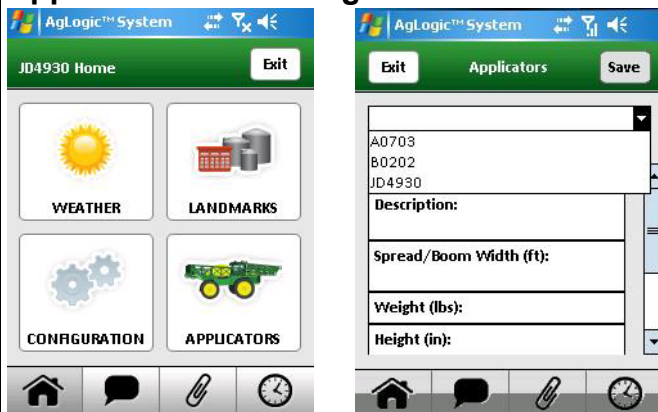 AgLogic™ System
JD4930 Home
Exit
WEATHER
LANDMARKS
CONFIGURATION
APPLICATORS
AgLogic™ System
Exit
Applicators
Save
A0703
B0202
JD4930
Description:
Spread/Boom Width (ft):
Weight (lbs):
Height (in):